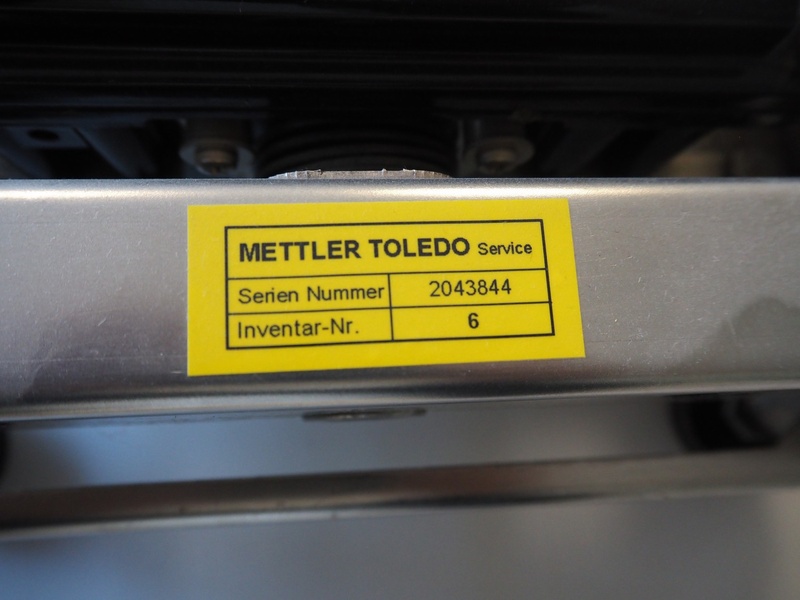 METTLER TOLEDO Service
Serien Nummer 2043844
Inventar-Nr. 6